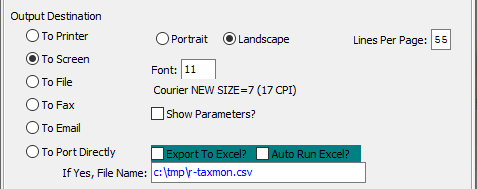 Output Destination
To Printer
Portrait
Landscape
Lines Per Page: 55
To Screen
Font: 11
To File
Courier NEW SIZE=7 (17 CPI)
To Fax
Show Parameters?
To Email
To Port Directly
Export To Excel?
Auto Run Excel?
If Yes, File Name: c:\tmp\r-taxmon.csv